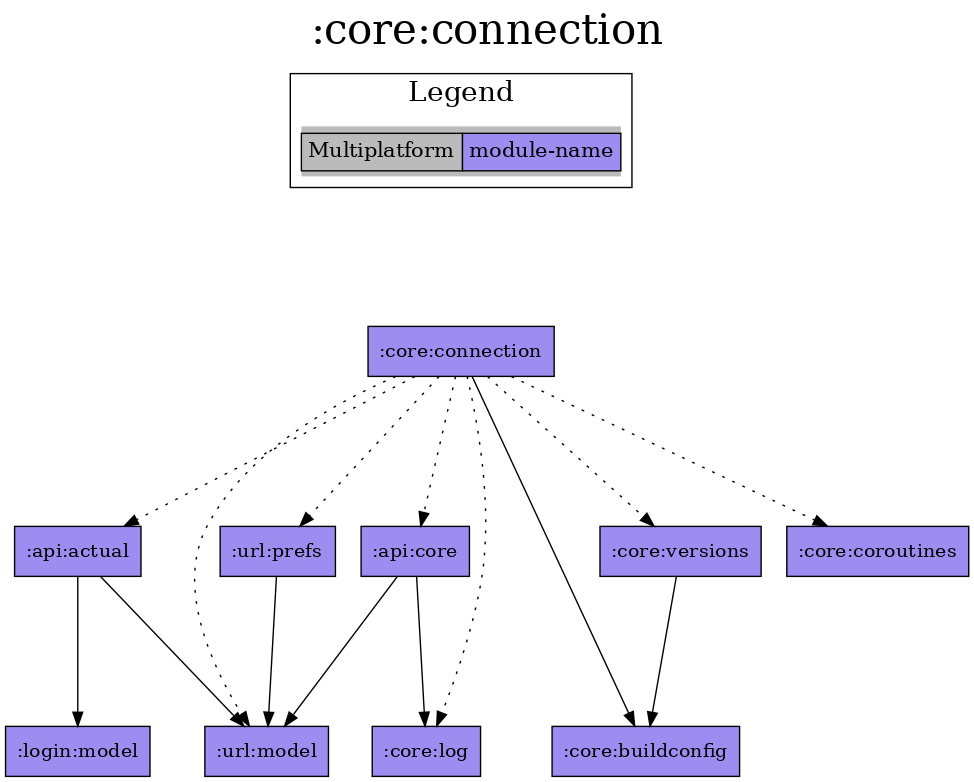 :core:connection
Legend
Multiplatform module-name
:core:connection
:api:actual :url:prefs :api:core :core:versions :core:coroutines
:login:model :url:model :core:log :core:buildconfig